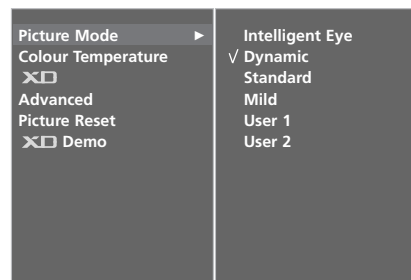 Picture Mode ►
Colour Temperature
XD
Advanced
Picture Reset
XD Demo
Intelligent Eye
√ Dynamic
Standard
Mild
User 1
User 2